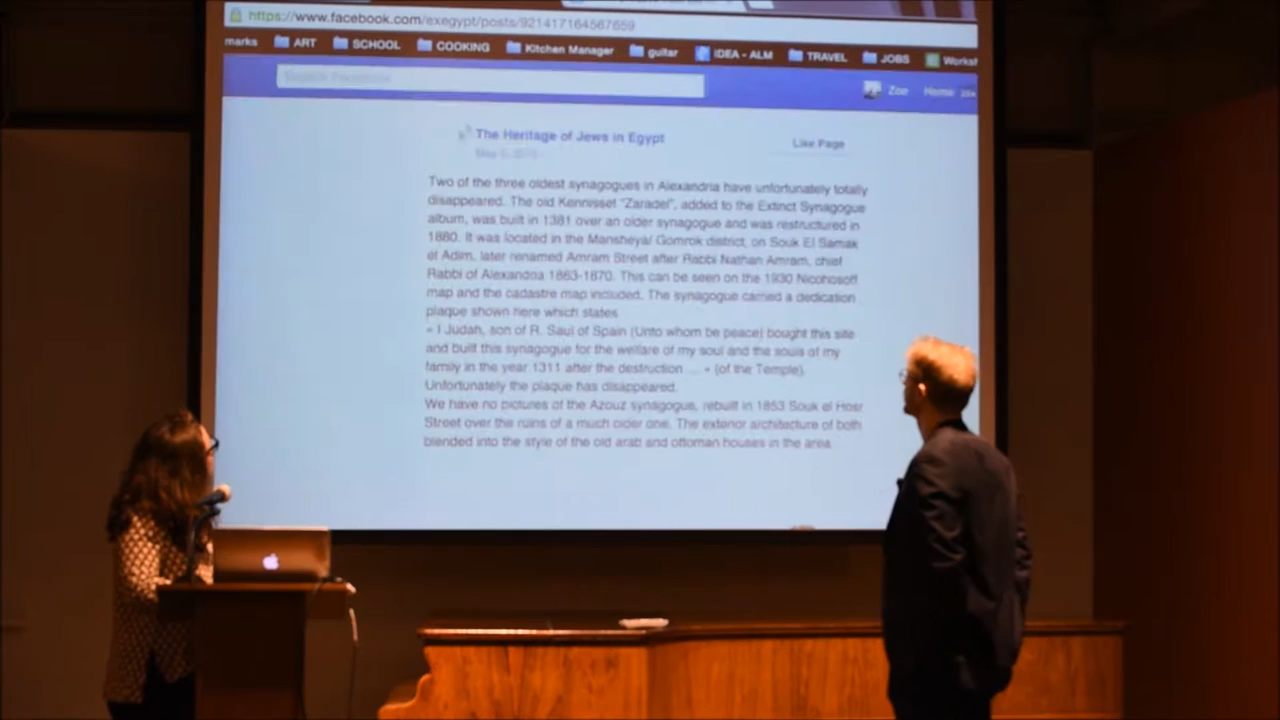 https://www.facebook.com/exegypt/posts/921417164567659
marks ART SCHOOL COOKING Kitchen Manager guitar IDEA - ALM TRAVEL JOBS Worksh
Search Facebook
Zoe Home
The Heritage of Jews in Egypt
Like Page
Two of the three oldest synagogues in Alexandria have unfortunately totally
disappeared. The old Kennisset "Zaradel", added to the Extinct Synagogue
album, was built in 1381 over an older synagogue and was restructured in
1880. It was located in the Mansheya/ Gomrok district, on Souk El Samak
el Adim, later renamed Amram Street after Rabbi Nathan Amram, chief
Rabbi of Alexandria 1863-1870. This can be seen on the 1930 Nicohosoff
map and the cadastre map included. The synagogue carried a dedication
plaque shown here which states
« I Judah, son of R. Saul of Spain (Unto whom be peace) bought this site
and built this synagogue for the welfare of my soul and the souls of my
family in the year 1311 after the destruction .... » (of the Temple).
Unfortunately the plaque has disappeared.
We have no pictures of the Azouz synagogue, rebuilt in 1853 Souk el Hosr
Street over the ruins of a much older one. The exterior architecture of both
blended into the style of the old arab and ottoman houses in the area.